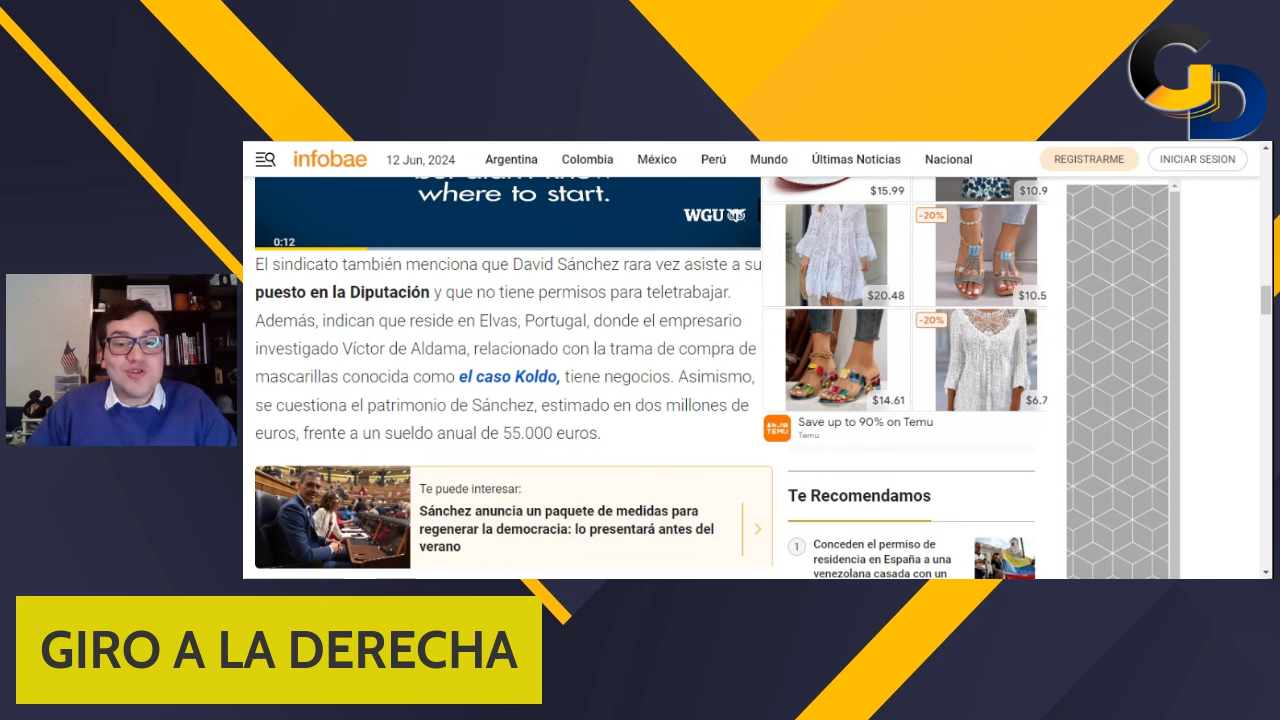 GD
infobae
12 Jun, 2024
Argentina
Colombia
México
Perú
Mundo
Últimas Noticias
Nacional
REGISTRARME
INICIAR SESION
where to start.
WGU
0:12
El sindicato también menciona que David Sánchez rara vez asiste a su
puesto en la Diputación y que no tiene permisos para teletrabajar.
Además, indican que reside en Elvas, Portugal, donde el empresario
investigado Víctor de Aldama, relacionado con la trama de compra de
mascarillas conocida como el caso Koldo, tiene negocios. Asimismo,
se cuestiona el patrimonio de Sánchez, estimado en dos millones de
euros, frente a un sueldo anual de 55.000 euros.
Te puede interesar:
Sánchez anuncia un paquete de medidas para
regenerar la democracia: lo presentará antes del
verano
$15.99
$10.9
$20.48
-20%
$10.5
$14.61
-20%
$6.7
TEMU
Save up to 90% on Temu
Temu
Te Recomendamos
1
Conceden el permiso de
residencia en España a una
venezolana casada con un
GIRO A LA DERECHA